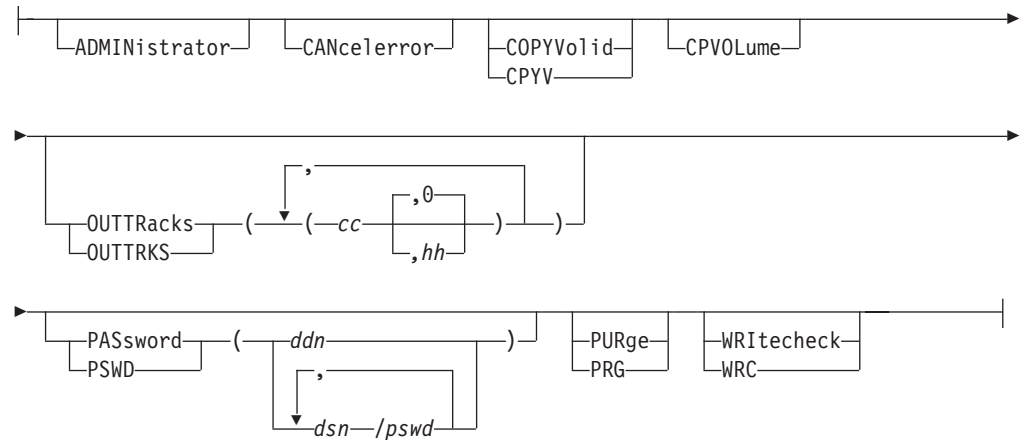 ADMINistrator CANcelerror COPYVolid CPVOLume
CPYV
,
,0
OUTTRacks ( ( cc ) )
OUTTRKS ,hh
PASsword ( ddn ) PURge WRItecheck
PSWD PRG WRC
,
dsn /pswd